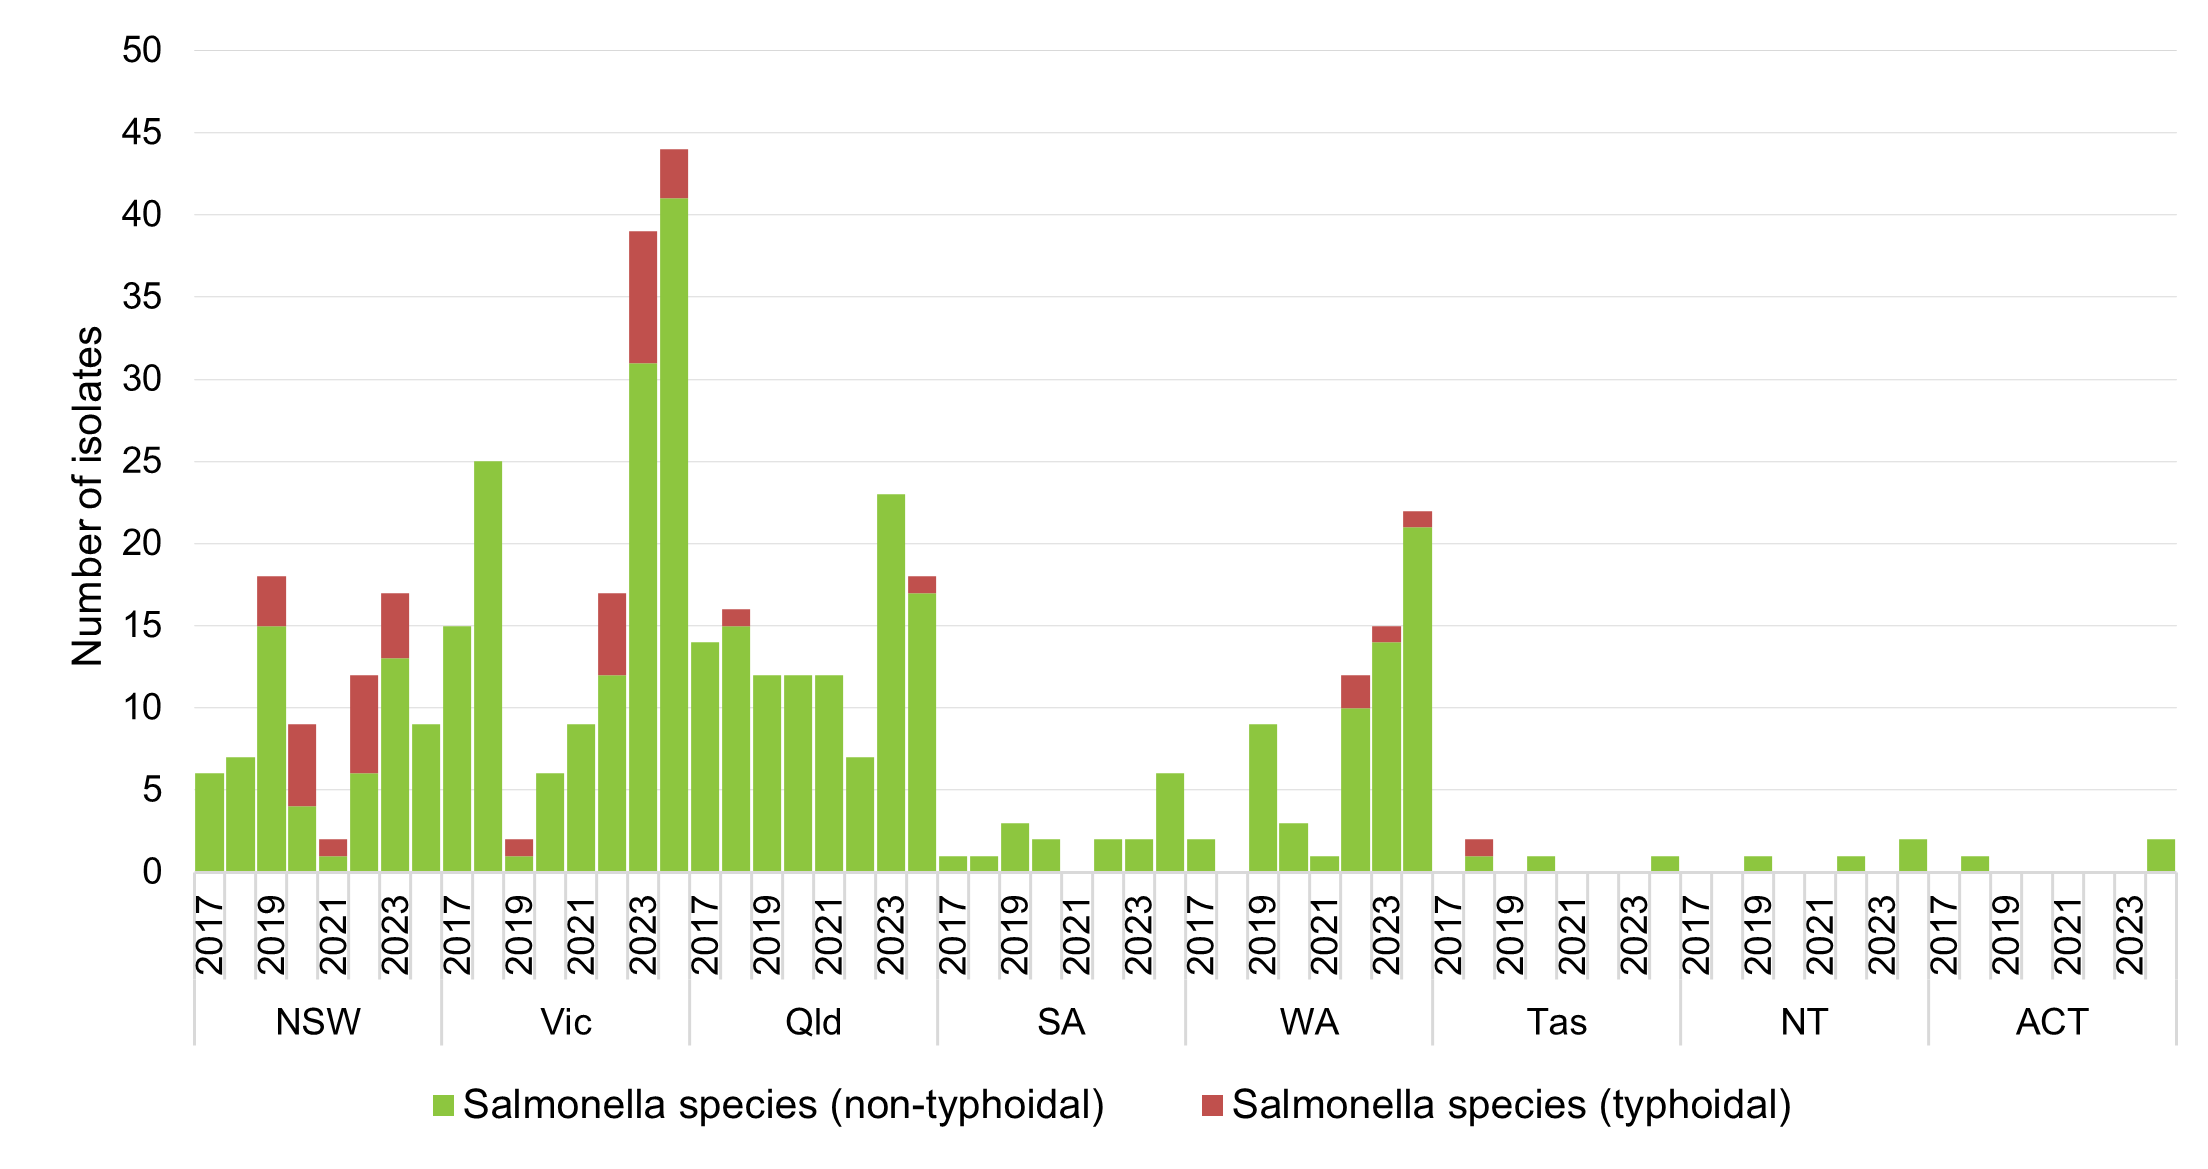 50
45
40
35
30
25
20
15
10
5
0
Number of isolates
2017 2019 2021 2023 2017 2019 2021 2023 2017 2019 2021 2023 2017 2019 2021 2023 2017 2019 2021 2023 2017 2019 2021 2023 2017 2019 2021 2023 2017 2019 2021 2023
NSW Vic Qld SA WA Tas NT ACT
Salmonella species (non-typhoidal) Salmonella species (typhoidal)